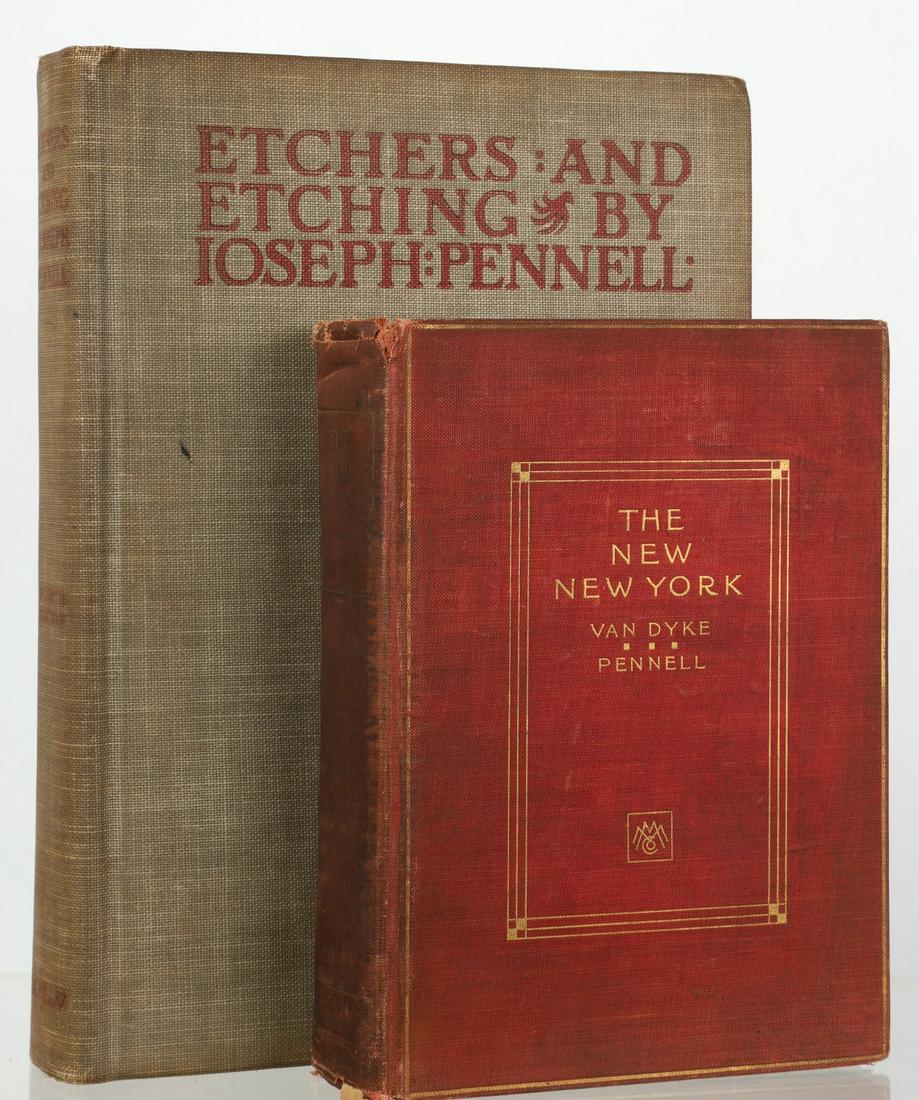 ETCHERS : AND
ETCHING BY
IOSEPH : PENNELL :
THE
NEW
NEW YORK
VAN DYKE
PENNELL